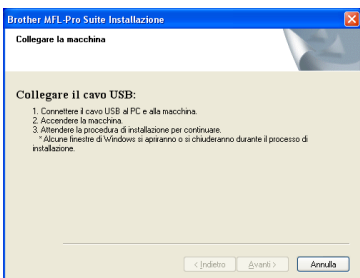 Brother MFL-Pro Suite Installazione
Collegare la macchina
Collegare il cavo USB:
1. Connettere il cavo USB al PC e alla macchina.
2. Accendere la macchina.
3. Attendere la procedura di installazione per continuare.
* Alcune finestre di Windows si apriranno o si chiuderanno durante il processo di
installazione.
< Indietro
Avanti >
Annulla